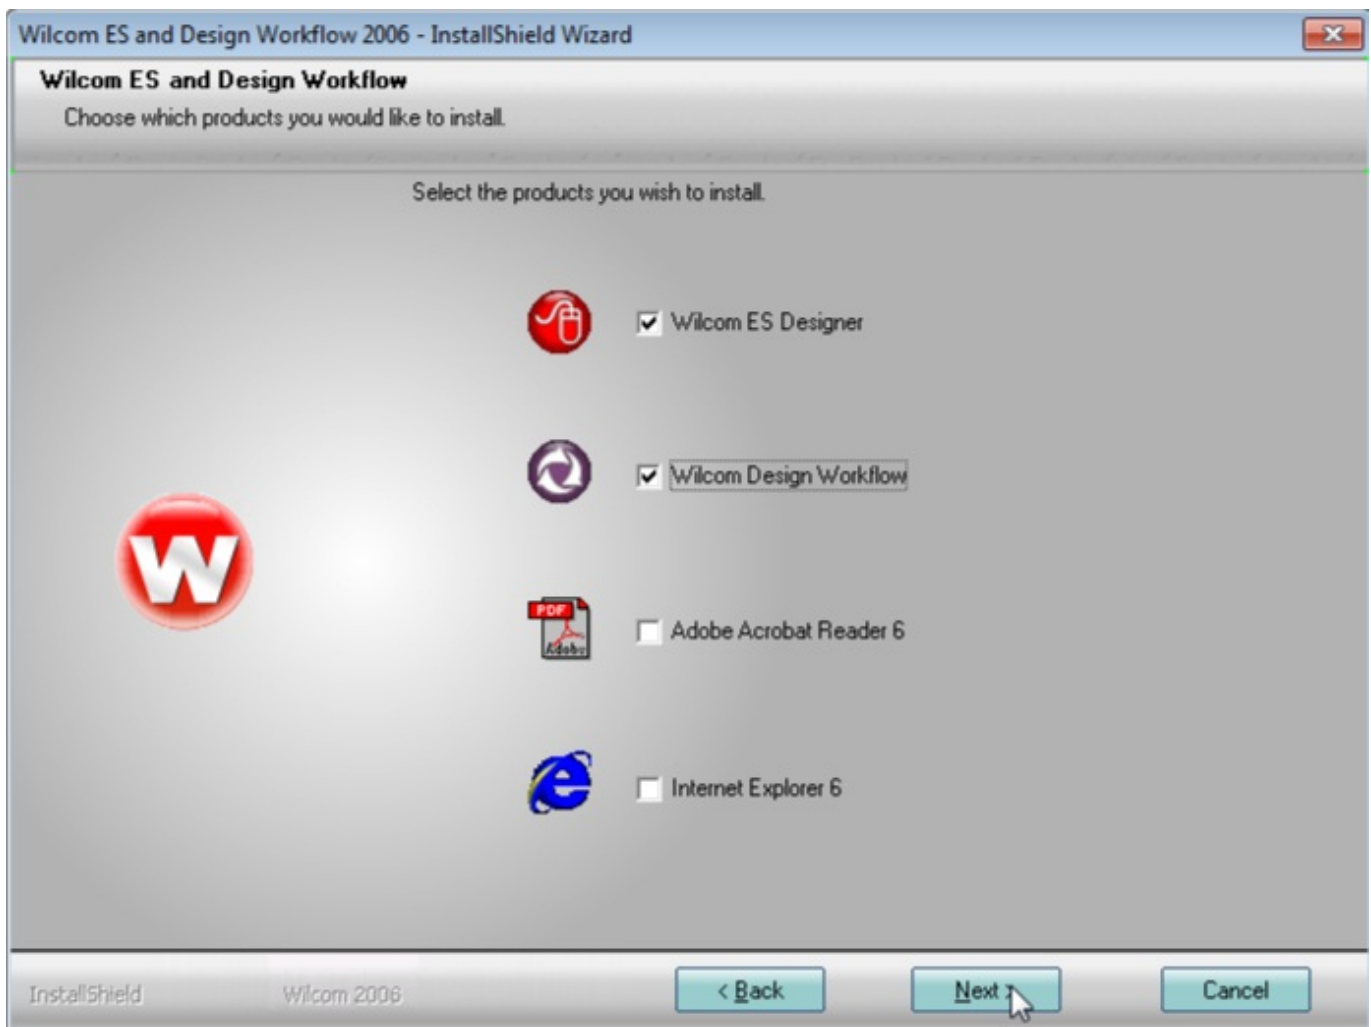 Wilcom ES and Design Workflow 2006 - InstallShield Wizard
Wilcom ES and Design Workflow
Choose which products you would like to install.
Select the products you wish to install.
Wilcom ES Designer
Wilcom Design Workflow
W
PDF
Adobe
Adobe Acrobat Reader 6
Internet Explorer 6
InstallShield
Wilcom 2006
< Back
Next >
Cancel